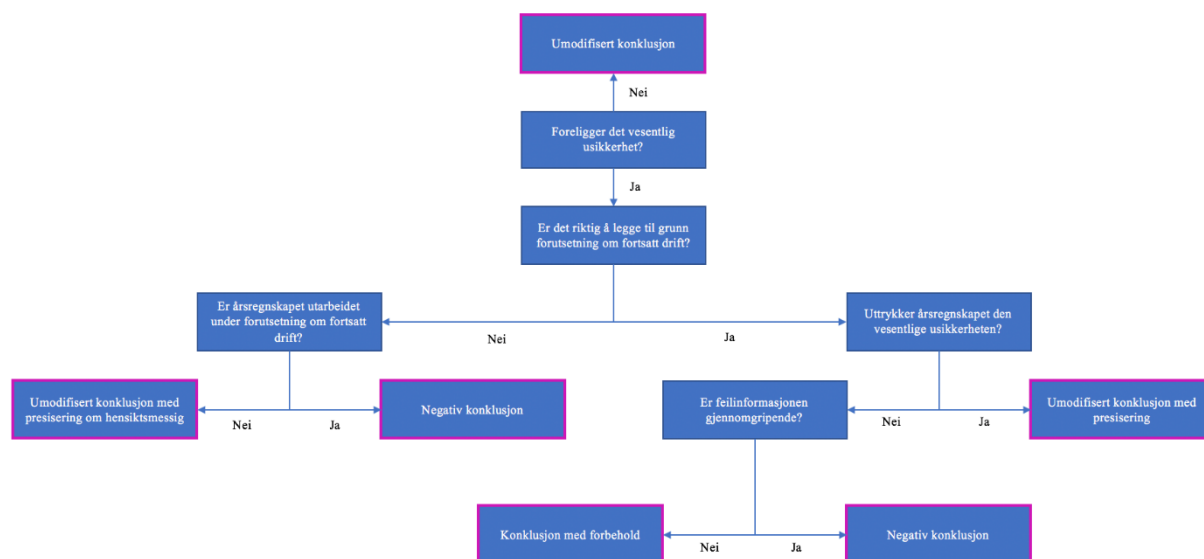 Umodifisert konklusjon
Nei
Foreligger det vesentlig
usikkerhet?
Ja
Er det riktig å legge til grunn
forutsetning om fortsatt drift?
Er årsregnskapet utarbeidet
under forutsetning om fortsatt
drift?
Nei
Ja
Uttrykker årsregnskapet den
vesentlige usikkerheten?
Umodifisert konklusjon med
presisering om hensiktsmessig
Nei
Ja
Negativ konklusjon
Er feilinformasjonen
gjennomgripende?
Nei
Ja
Umodifisert konklusjon med
presisering
Konklusjon med forbehold
Nei
Ja
Negativ konklusjon